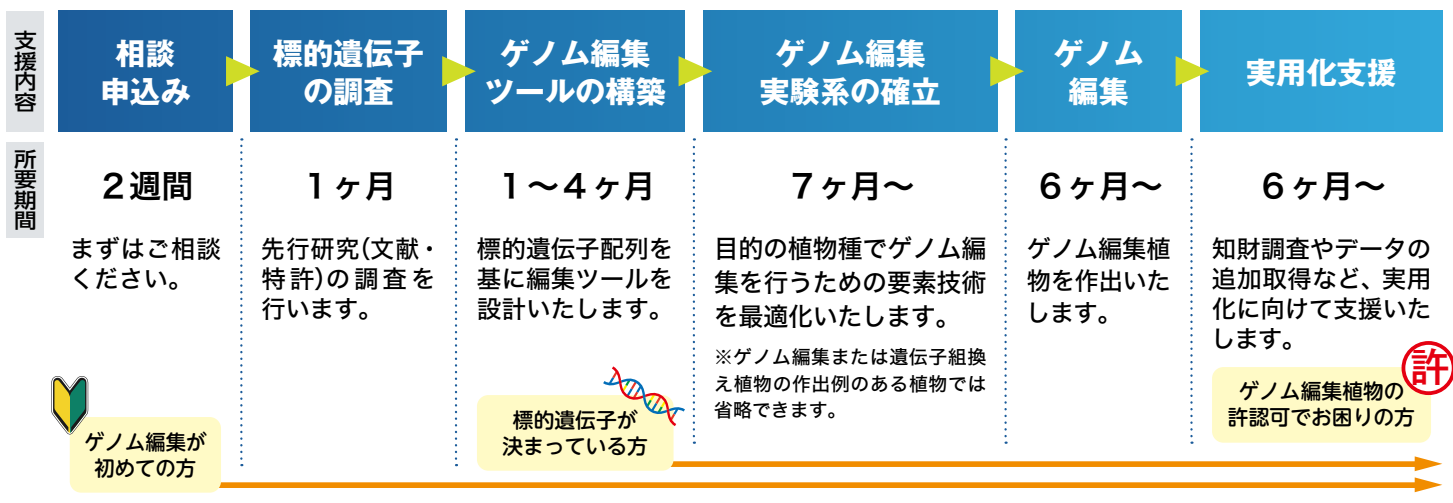 支援内容
相談
申込み
標的遺伝子
の調査
ゲノム編集
ツールの構築
ゲノム編集
実験系の確立
ゲノム
編集
実用化支援
所要期間
２週間
まずはご相談
ください。
１ヶ月
先行研究(文献・
特許)の調査を
行います。
１〜４ヶ月
標的遺伝子配列を
基に編集ツールを
設計いたします。
７ヶ月〜
目的の植物種でゲノム編
集を行うための要素技術
を最適化いたします。
※ゲノム編集または遺伝子組換
え植物の作出例のある植物では
省略できます。
６ヶ月〜
ゲノム編集植
物を作出いた
します。
６ヶ月〜
知財調査やデータの
追加取得など、実用
化に向けて支援いた
します。
ゲノム編集が
初めての方
標的遺伝子が
決まっている方
許
ゲノム編集植物の
許認可でお困りの方